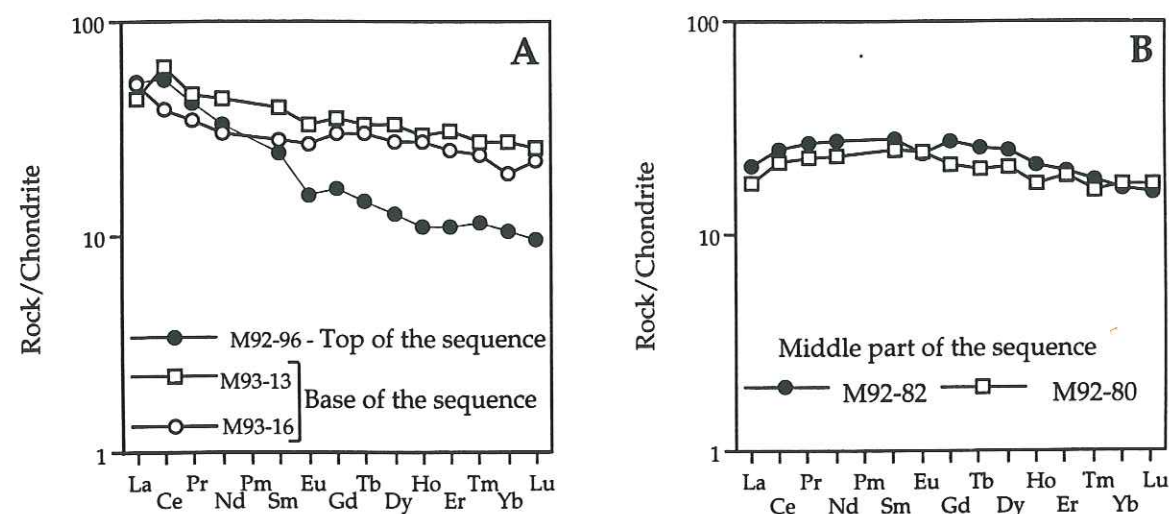 100
10
1
Rock/Chondrite
A
M92-96 - Top of the sequence
M93-13
Base of the sequence
M93-16
La Ce Pr Nd Pm Sm Eu Gd Tb Dy Ho Er Tm Yb Lu
100
10
1
Rock/Chondrite
B
Middle part of the sequence
M92-82 M92-80
La Ce Pr Nd Pm Sm Eu Gd Tb Dy Ho Er Tm Yb Lu